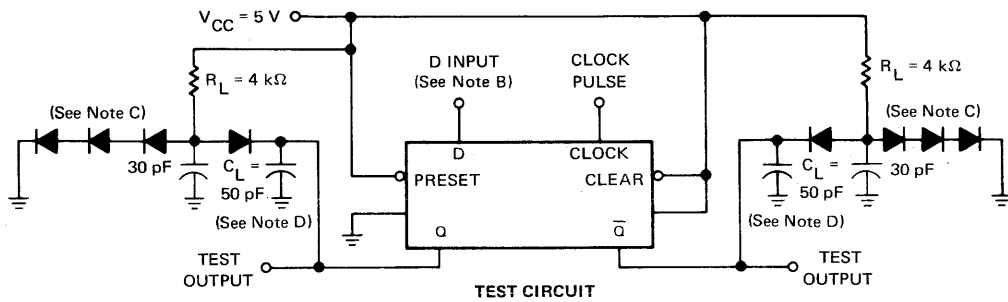 V_CC = 5 V
D INPUT
(See Note B)
CLOCK
PULSE
R_L = 4 kΩ
R_L = 4 kΩ
(See Note C)
(See Note C)
30 pF
C_L =
50 pF
(See Note D)
D
CLOCK
PRESET
CLEAR
Q
Q̅
C_L =
50 pF
30 pF
(See Note D)
TEST
OUTPUT
TEST
OUTPUT
TEST CIRCUIT